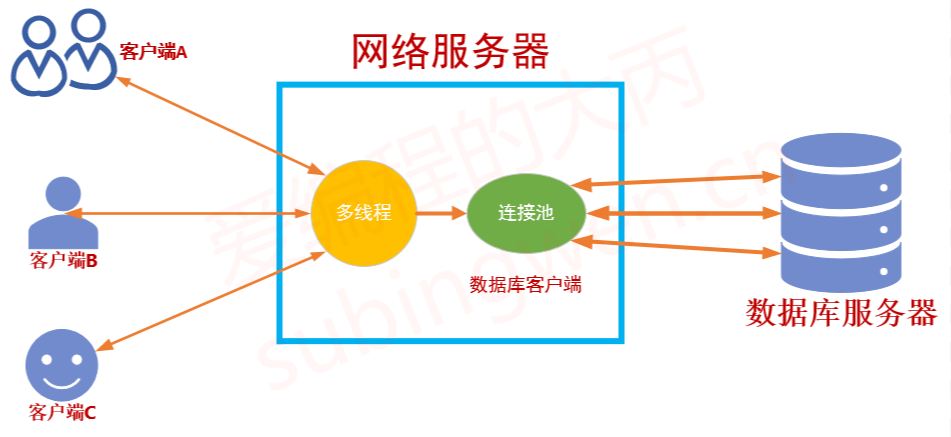 网络服务器
客户端A
多线程
连接池
客户端B
数据库客户端
数据库服务器
客户端C
爱编程的大丙
subingwen.cn